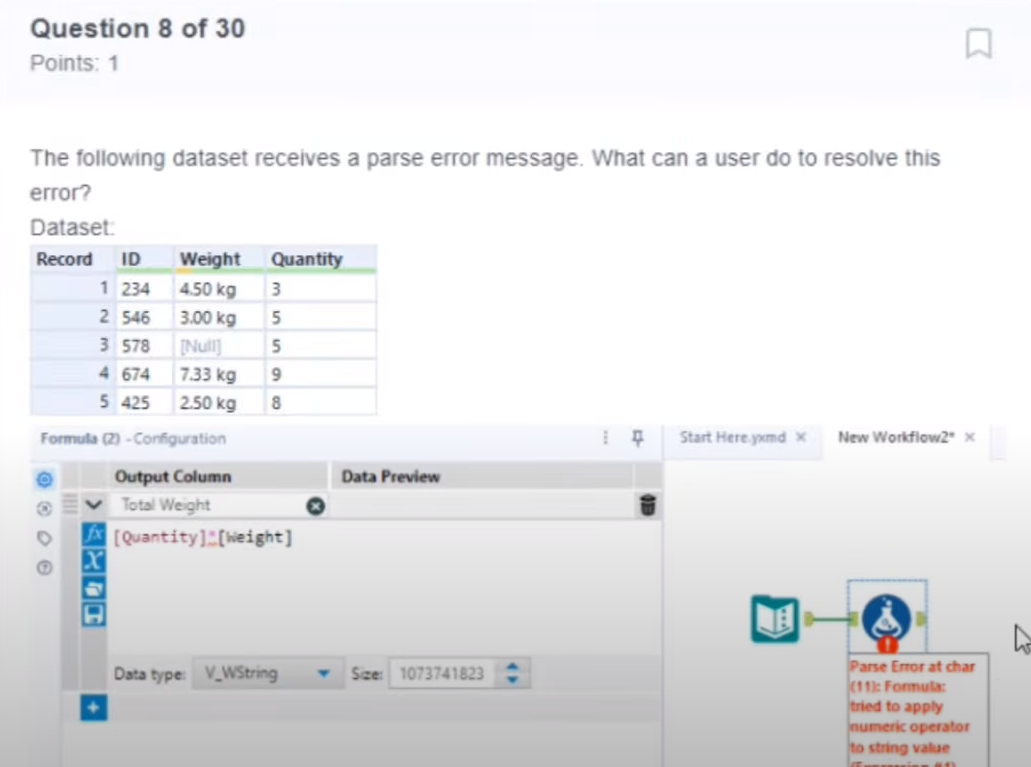 Question 8 of 30
Points: 1
The following dataset receives a parse error message. What can a user do to resolve this
error?
Dataset:
Record ID Weight Quantity
1 234 4.50 kg 3
2 546 3.00 kg 5
3 578 [Null] 5
4 674 7.33 kg 9
5 425 2.50 kg 8
Formula (2) - Configuration
Start Here.yxmd × New Workflow2* ×
Output Column Data Preview
Total Weight
fx [Quantity]*[Weight]
X
Data type: V_WString Size: 1073741823
Parse Error at char
(11): Formula:
tried to apply
numeric operator
to string value
(Expression #1)